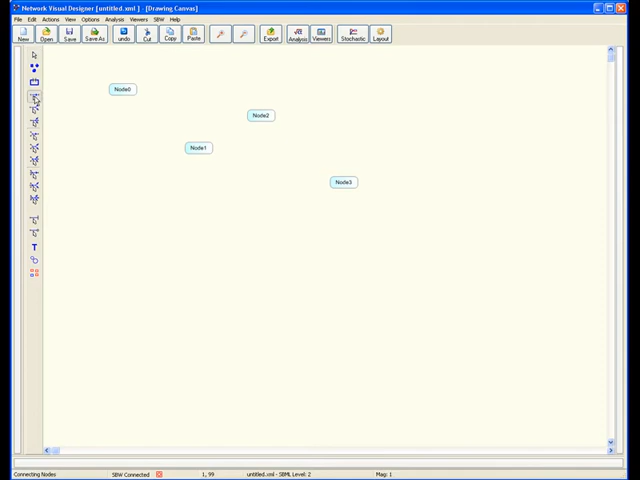 Network Visual Designer [untitled.xml ] - [Drawing Canvas]
File Edit Actions View Options Analysis Viewers SBW Help
New Open Save Save As undo Cut Copy Paste Export Analysis Viewers Stochastic Layout
Node0
Node2
Node1
Node3
T
Connecting Nodes SBW Connected 1, 99 untitled.xml - SBML Level: 2 Mag: 1